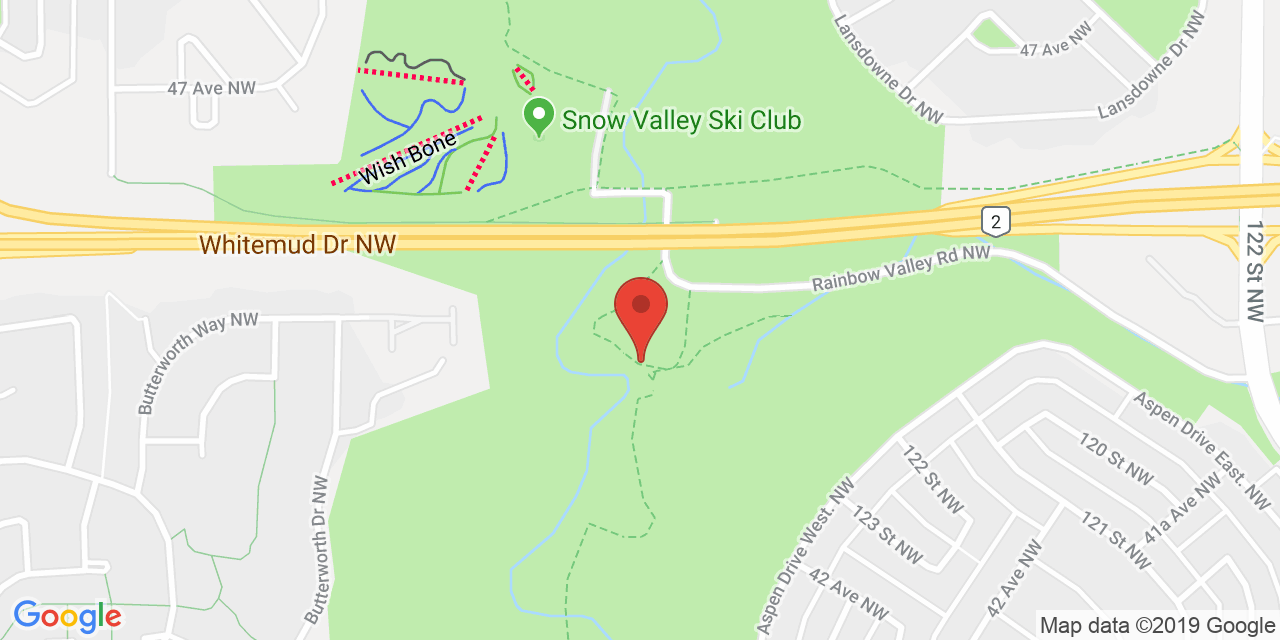 47 Ave NW
Lansdowne Dr NW
Lansdowne Dr NW
47 Ave NW
Snow Valley Ski Club
Wish Bone
Whitemud Dr NW
2
122 St NW
Rainbow Valley Rd NW
Butterworth Way NW
Butterworth Dr NW
Aspen Drive East. NW
Aspen Drive West. NW
120 St NW
122 St NW
41a Ave NW
123 St NW
121 St NW
42 Ave NW
42 Ave NW
Google
Map data ©2019 Google